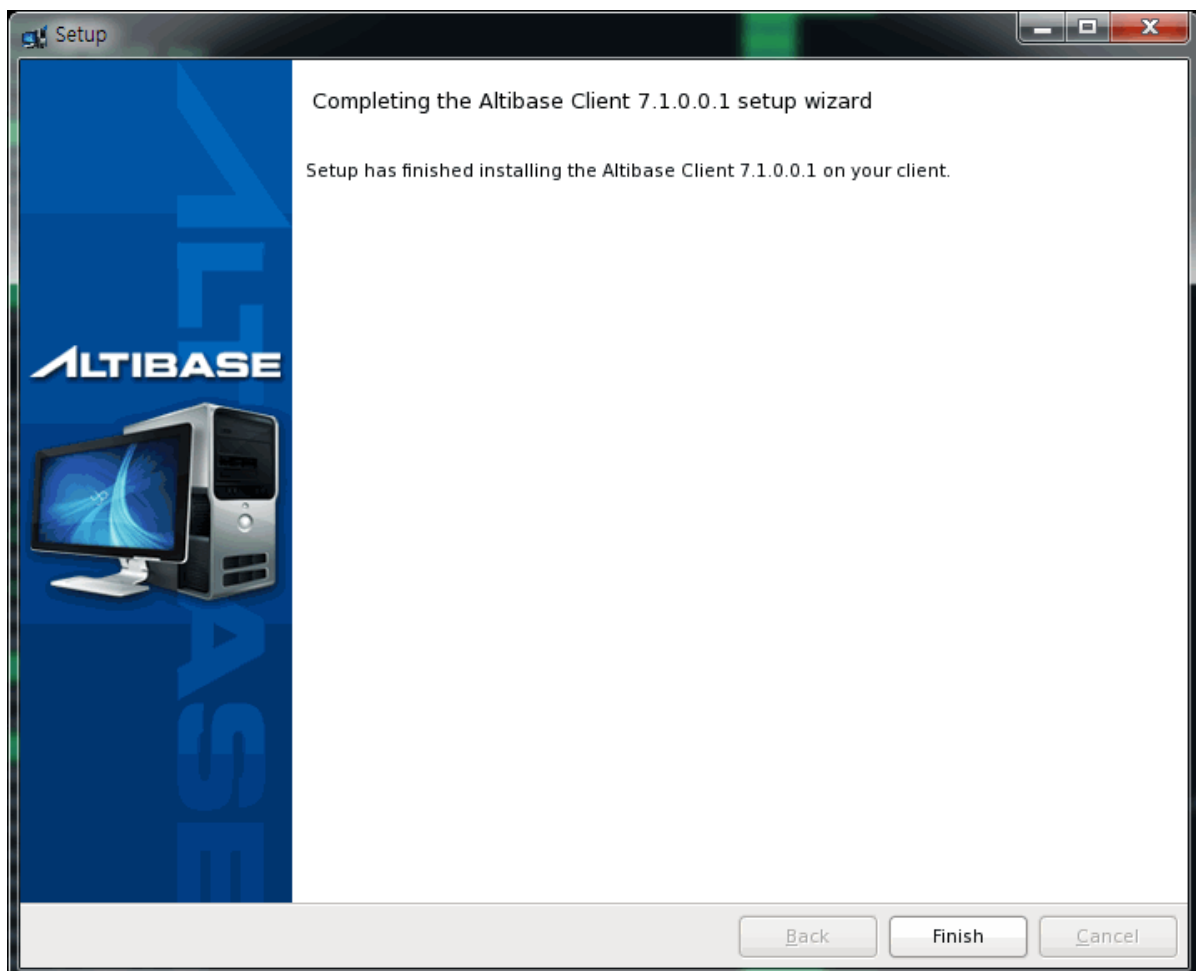 Setup
Completing the Altibase Client 7.1.0.0.1 setup wizard
Setup has finished installing the Altibase Client 7.1.0.0.1 on your client.
ALTIBASE
ALTIBASE
Back
Finish
Cancel